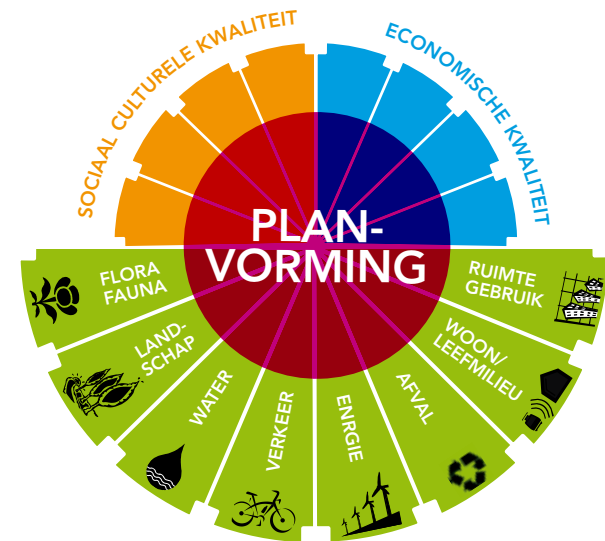 SOCIAAL CULTURELE KWALITEIT
ECONOMISCHE KWALITEIT
PLAN-
VORMING
FLORA
FAUNA
LAND-
SCHAP
WATER
VERKEER
ENRGIE
AFVAL
WOON/
LEEFMILIEU
RUIMTE
GEBRUIK